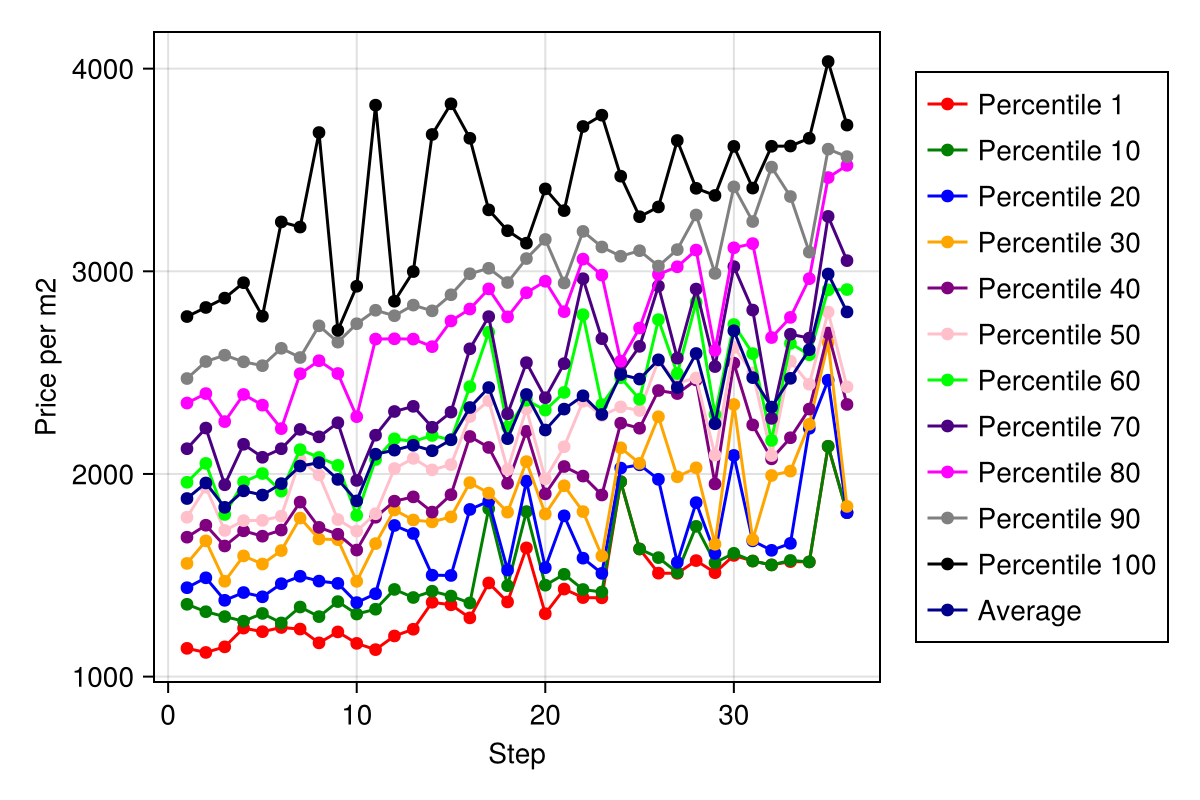 4000
3000
2000
1000
Price per m2
0
10
20
30
Step
Percentile 1
Percentile 10
Percentile 20
Percentile 30
Percentile 40
Percentile 50
Percentile 60
Percentile 70
Percentile 80
Percentile 90
Percentile 100
Average